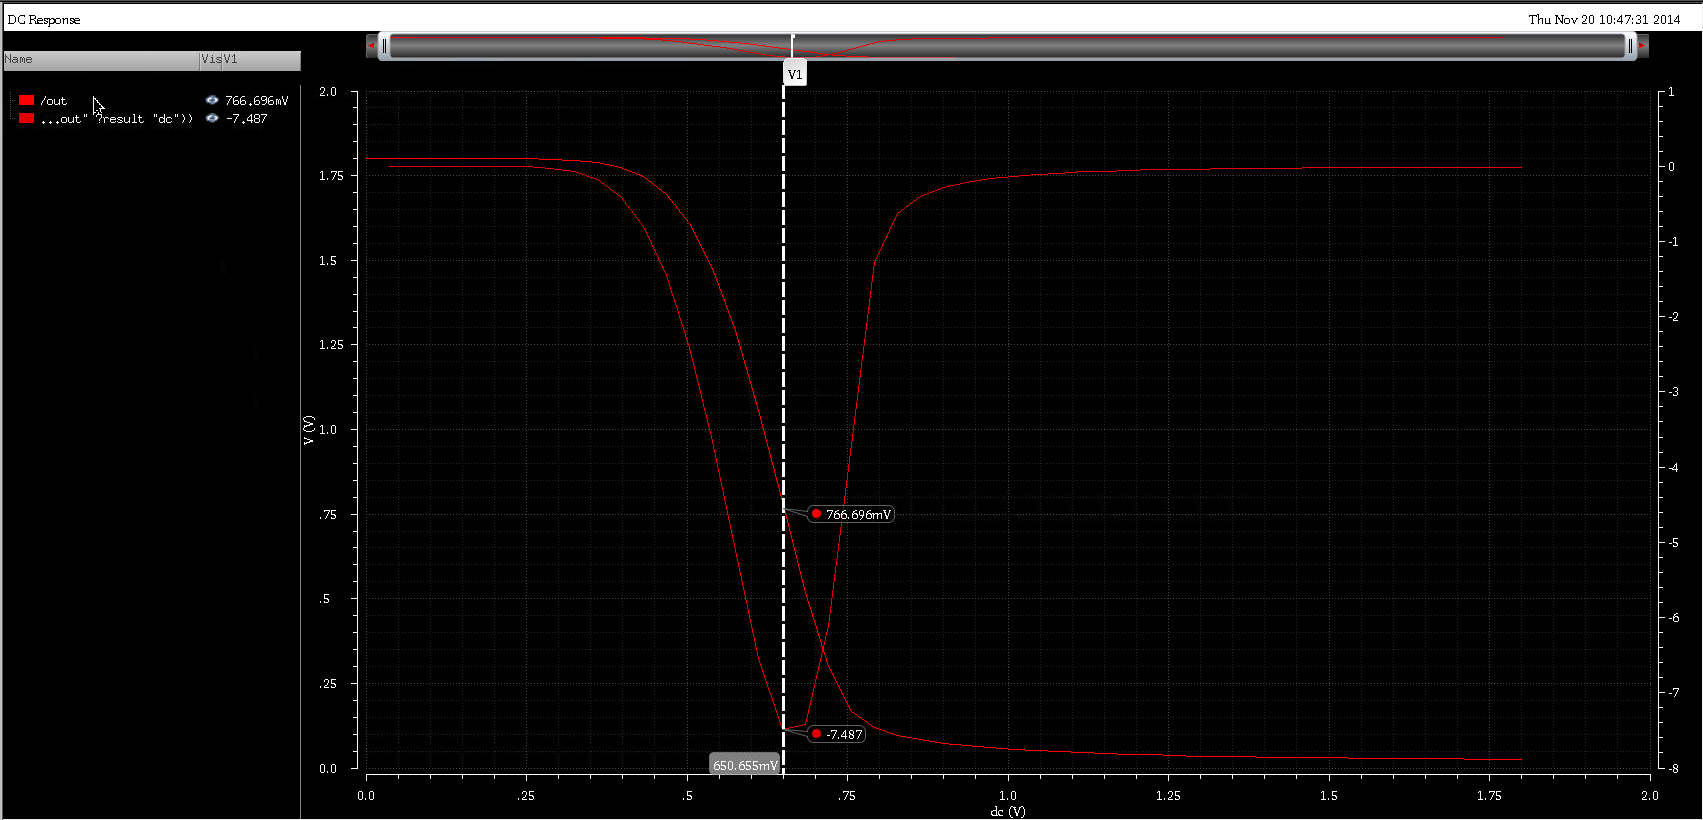 DC Response Thu Nov 20 10:47:31 2014
Name Vis V1
V1
/out 766.696mV
...out" ?result "dc")) -7.487
2.0 1
1.75 0
1.5 -1
-2
1.25
-3
V (V) 1.0
-4
.75 766.696mV
-5
.5
-6
.25
-7
-7.487
650.655mV
0.0 -8
0.0 .25 .5 .75 1.0 1.25 1.5 1.75 2.0
dc (V)